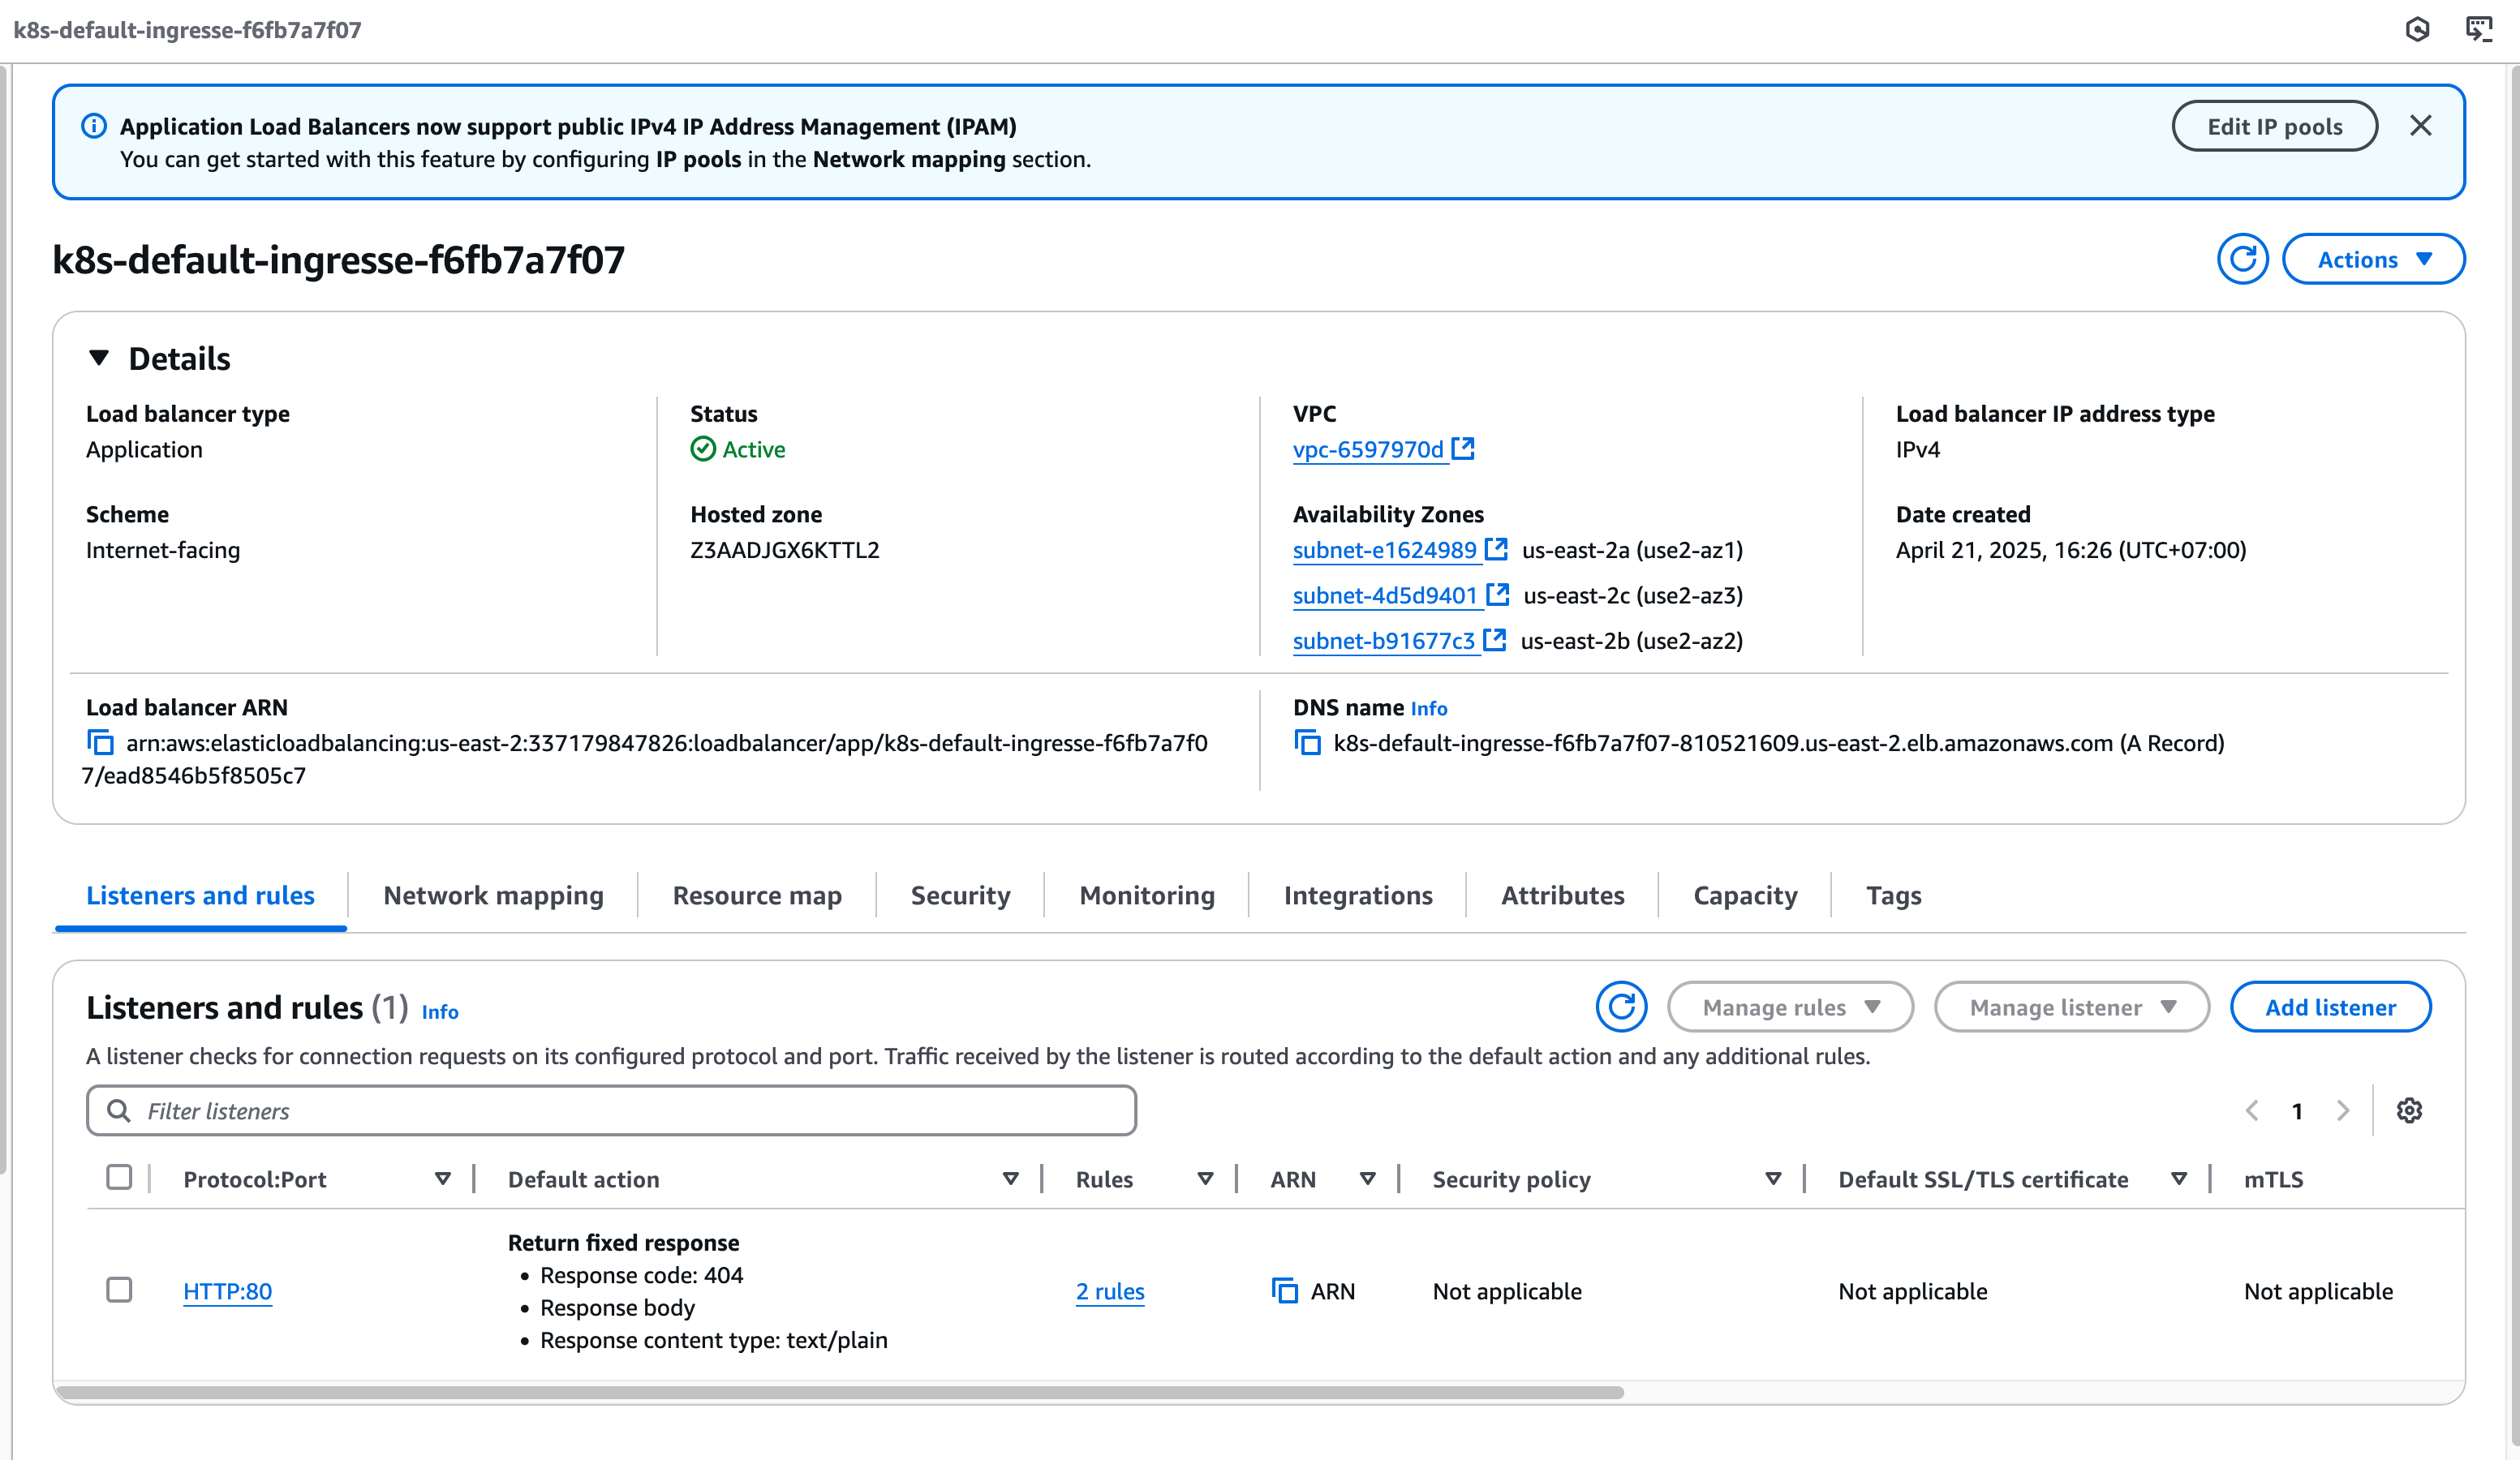 k8s-default-ingresse-f6fb7a7f07
Application Load Balancers now support public IPv4 IP Address Management (IPAM)
You can get started with this feature by configuring IP pools in the Network mapping section.
Edit IP pools
k8s-default-ingresse-f6fb7a7f07
Actions
Details
Load balancer type
Application
Status
Active
VPC
vpc-6597970d
Load balancer IP address type
IPv4
Scheme
Internet-facing
Hosted zone
Z3AADJGX6KTTL2
Availability Zones
subnet-e1624989 us-east-2a (use2-az1)
subnet-4d5d9401 us-east-2c (use2-az3)
subnet-b91677c3 us-east-2b (use2-az2)
Date created
April 21, 2025, 16:26 (UTC+07:00)
Load balancer ARN
arn:aws:elasticloadbalancing:us-east-2:337179847826:loadbalancer/app/k8s-default-ingresse-f6fb7a7f0
7/ead8546b5f8505c7
DNS name Info
k8s-default-ingresse-f6fb7a7f07-810521609.us-east-2.elb.amazonaws.com (A Record)
Listeners and rules Network mapping Resource map Security Monitoring Integrations Attributes Capacity Tags
Listeners and rules (1) Info
Manage rules Manage listener Add listener
A listener checks for connection requests on its configured protocol and port. Traffic received by the listener is routed according to the default action and any additional rules.
Filter listeners
1
Protocol:Port Default action Rules ARN Security policy Default SSL/TLS certificate mTLS
HTTP:80
Return fixed response
• Response code: 404
• Response body
• Response content type: text/plain
2 rules
ARN
Not applicable
Not applicable
Not applicable